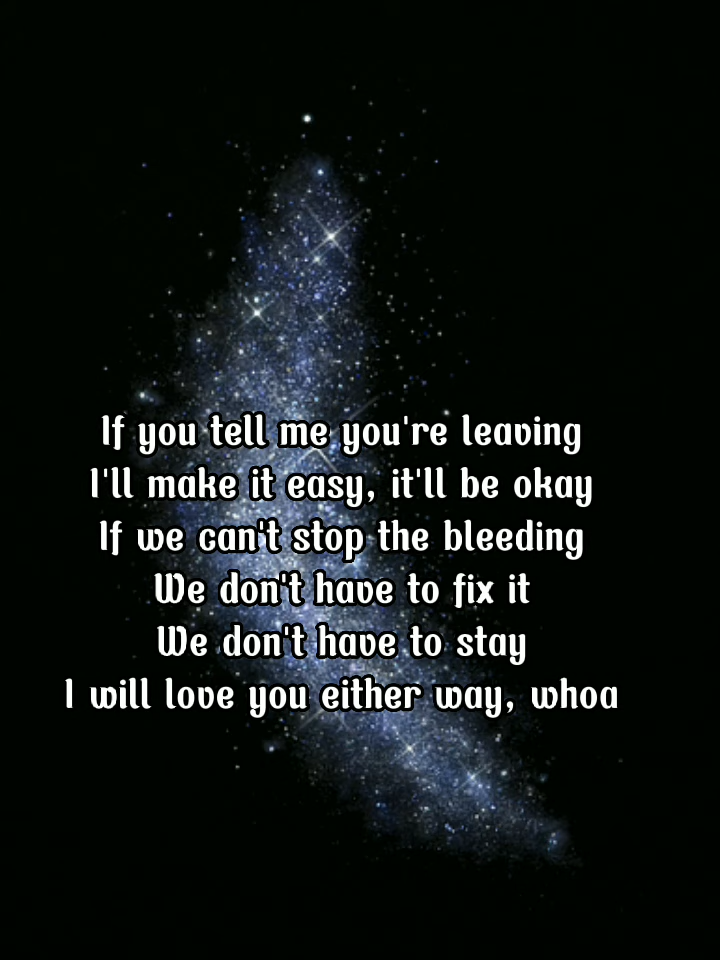 If you tell me you're leaving
I'll make it easy, it'll be okay
If we can't stop the bleeding
We don't have to fix it
We don't have to stay
I will love you either way, whoa